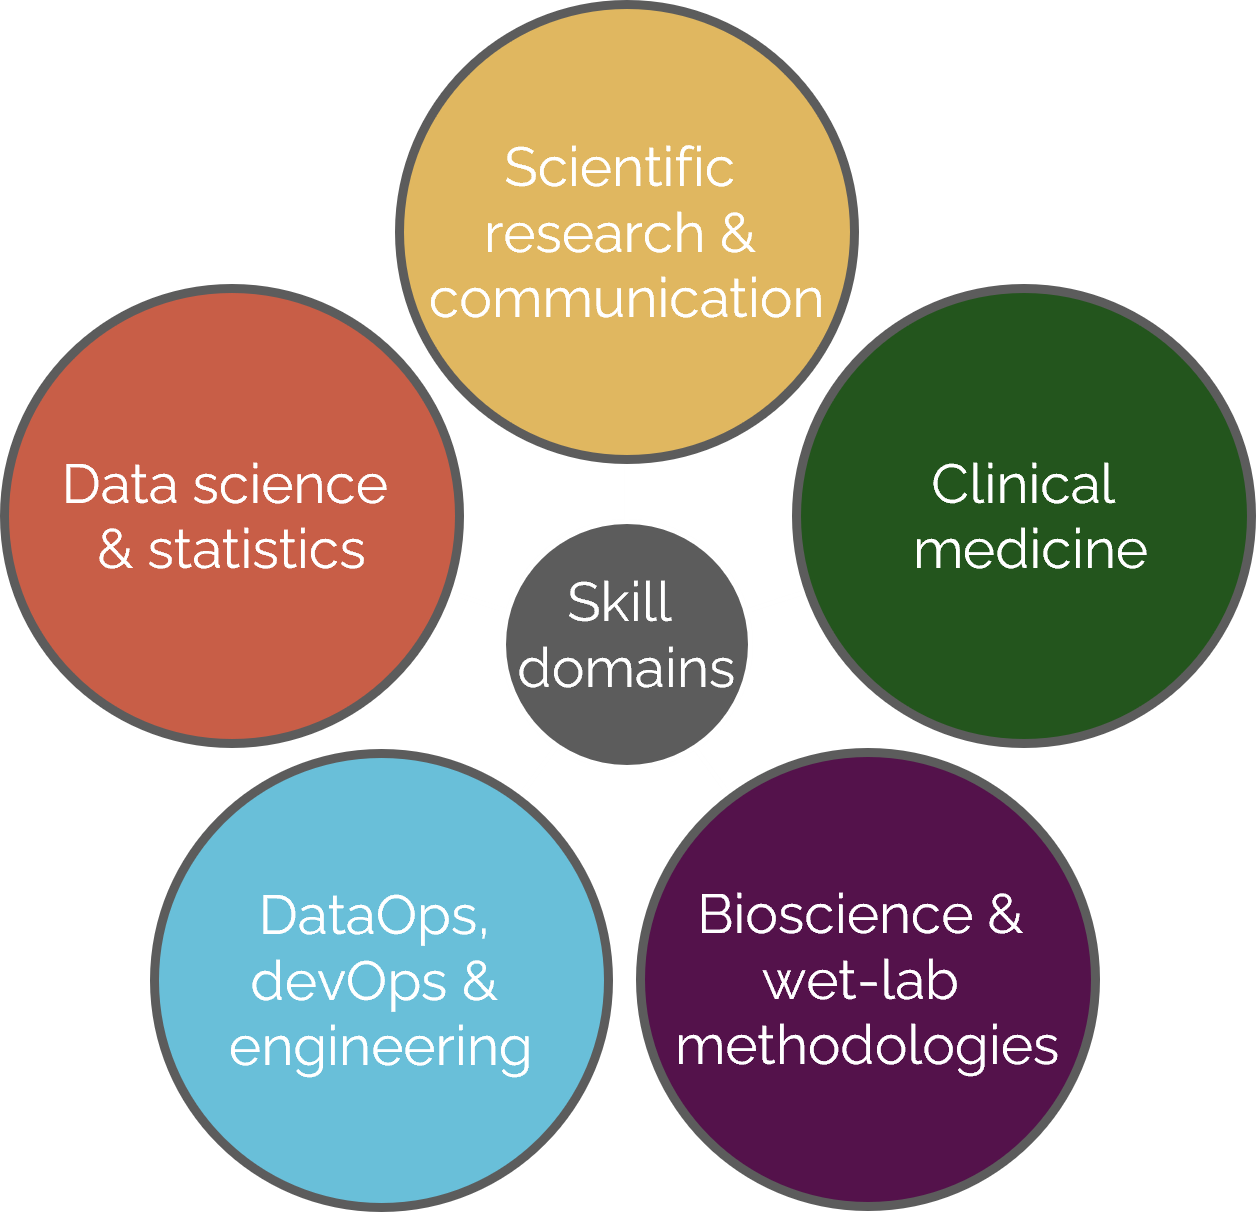 Scientific
research &
communication
Data science
& statistics
Clinical
medicine
Skill
domains
DataOps,
devOps &
engineering
Bioscience &
wet-lab
methodologies